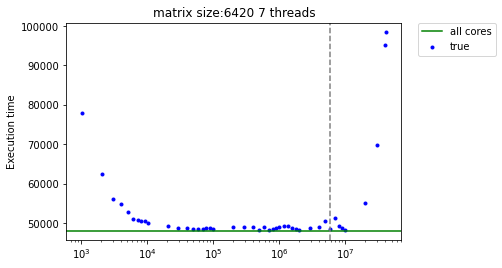 matrix size:6420 7 threads
all cores
true
Execution time
100000
90000
80000
70000
60000
50000
10³
10⁴
10⁵
10⁶
10⁷